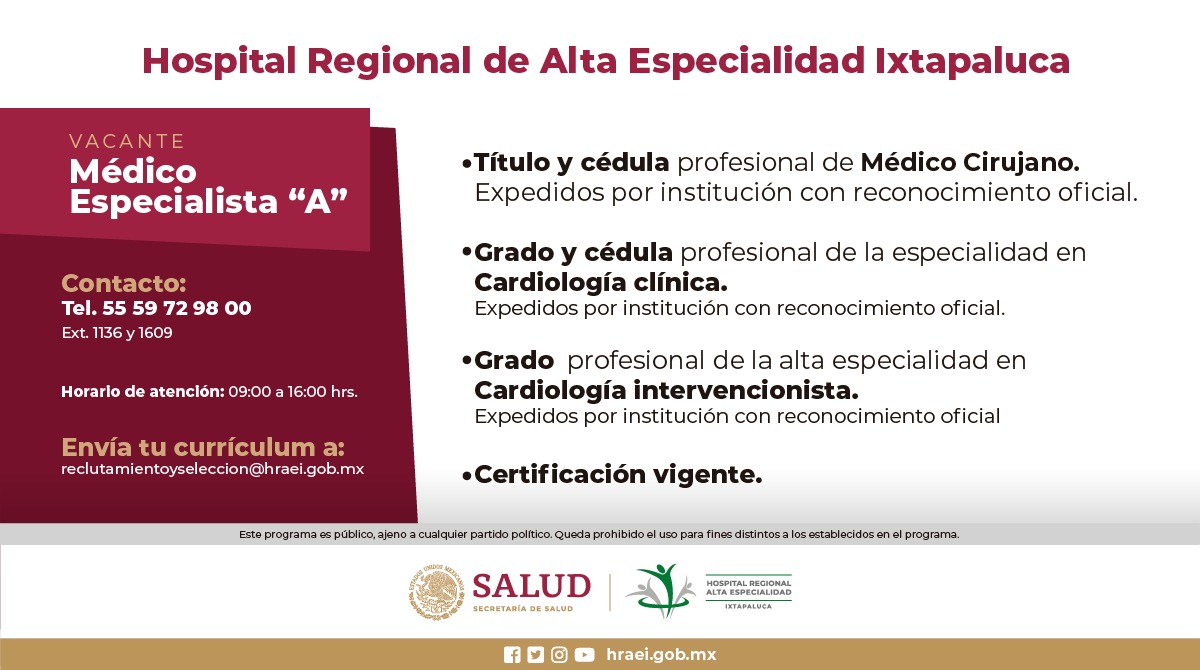 Hospital Regional de Alta Especialidad Ixtapaluca
VACANTE
Médico
Especialista “A”
Contacto:
Tel. 55 59 72 98 00
Ext. 1136 y 1609
Horario de atención: 09:00 a 16:00 hrs.
Envía tu currículum a:
reclutamientoyseleccion@hraei.gob.mx
•Título y cédula profesional de Médico Cirujano.
Expedidos por institución con reconocimiento oficial.
•Grado y cédula profesional de la especialidad en
Cardiología clínica.
Expedidos por institución con reconocimiento oficial.
•Grado profesional de la alta especialidad en
Cardiología intervencionista.
Expedidos por institución con reconocimiento oficial
•Certificación vigente.
Este programa es público, ajeno a cualquier partido político. Queda prohibido el uso para fines distintos a los establecidos en el programa.
ESTADOS UNIDOS MEXICANOS
SALUD
SECRETARÍA DE SALUD
HOSPITAL REGIONAL
ALTA ESPECIALIDAD
IXTAPALUCA
hraei.gob.mx